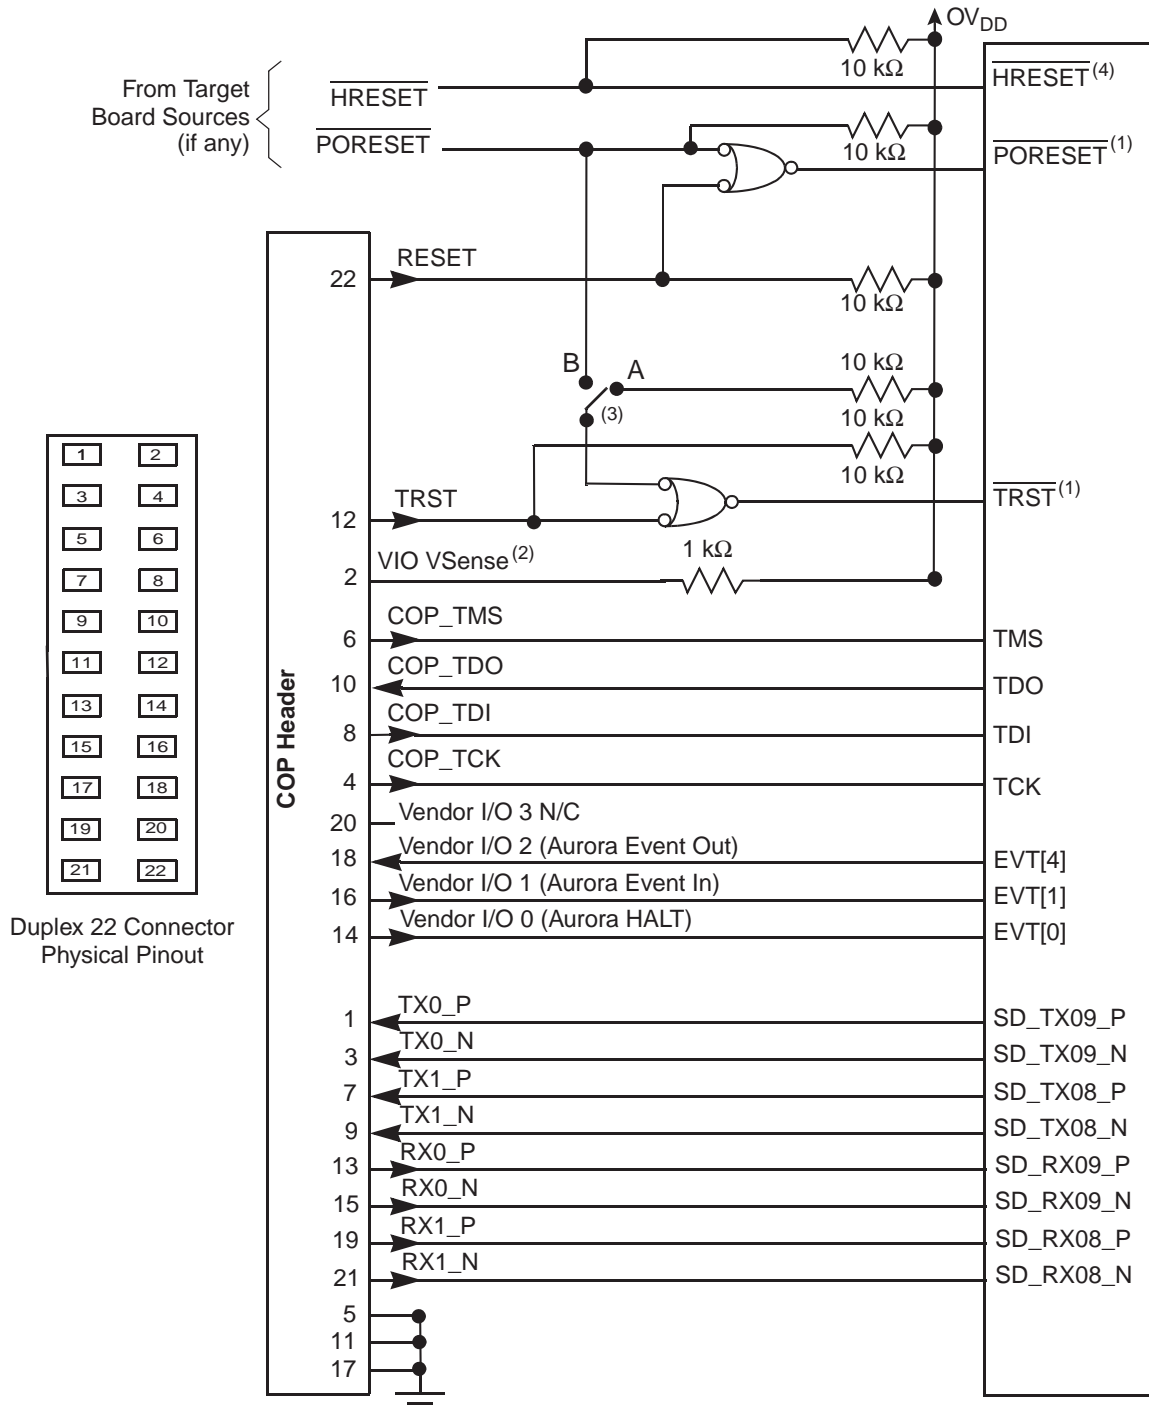 OVDD
10 kΩ
HRESET(4)
From Target
Board Sources
(if any)
HRESET
PORESET
10 kΩ
PORESET(1)
RESET
22
10 kΩ
10 kΩ
B
A
(3)
10 kΩ
10 kΩ
TRST
12
TRST(1)
VIO VSense(2)
2
1 kΩ
COP_TMS
6
TMS
COP_TDO
10
TDO
COP_TDI
8
TDI
COP_TCK
4
TCK
COP Header
20
Vendor I/O 3 N/C
18
Vendor I/O 2 (Aurora Event Out)
EVT[4]
16
Vendor I/O 1 (Aurora Event In)
EVT[1]
14
Vendor I/O 0 (Aurora HALT)
EVT[0]
1
TX0_P
SD_TX09_P
3
TX0_N
SD_TX09_N
7
TX1_P
SD_TX08_P
9
TX1_N
SD_TX08_N
13
RX0_P
SD_RX09_P
15
RX0_N
SD_RX09_N
19
RX1_P
SD_RX08_P
21
RX1_N
SD_RX08_N
5
11
17
1 2
3 4
5 6
7 8
9 10
11 12
13 14
15 16
17 18
19 20
21 22
Duplex 22 Connector
Physical Pinout